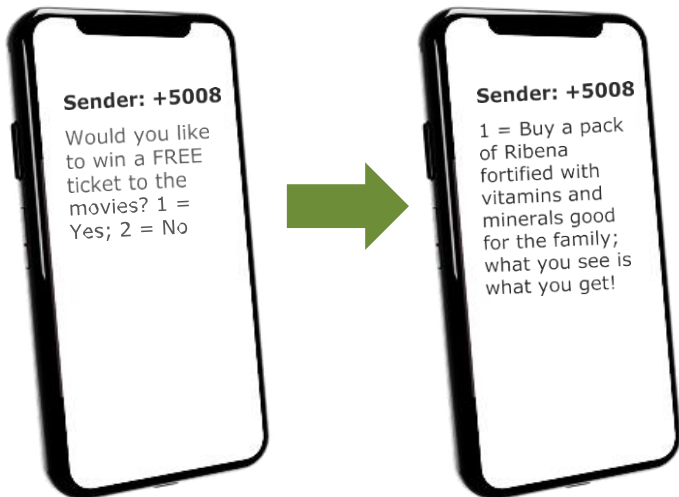 Sender: +5008
Would you like
to win a FREE
ticket to the
movies? 1 =
Yes; 2 = No
Sender: +5008
1 = Buy a pack
of Ribena
fortified with
vitamins and
minerals good
for the family;
what you see is
what you get!